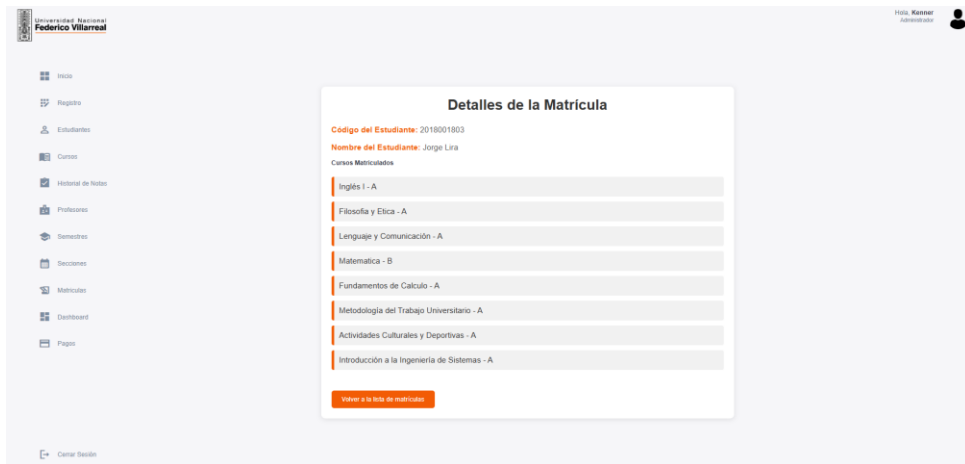 Universidad Nacional
Federico Villarreal
Hola, Kenner
Administrador
Inicio
Registro
Estudiantes
Cursos
Historial de Notas
Profesores
Semestres
Secciones
Matriculas
Dashboard
Pagos
Cerrar Sesión
Detalles de la Matrícula
Código del Estudiante: 2018001803
Nombre del Estudiante: Jorge Lira
Cursos Matriculados
Inglés I - A
Filosofia y Etica - A
Lenguaje y Comunicación - A
Matematica - B
Fundamentos de Calculo - A
Metodología del Trabajo Universitario - A
Actividades Culturales y Deportivas - A
Introducción a la Ingeniería de Sistemas - A
Volver a la lista de matrículas